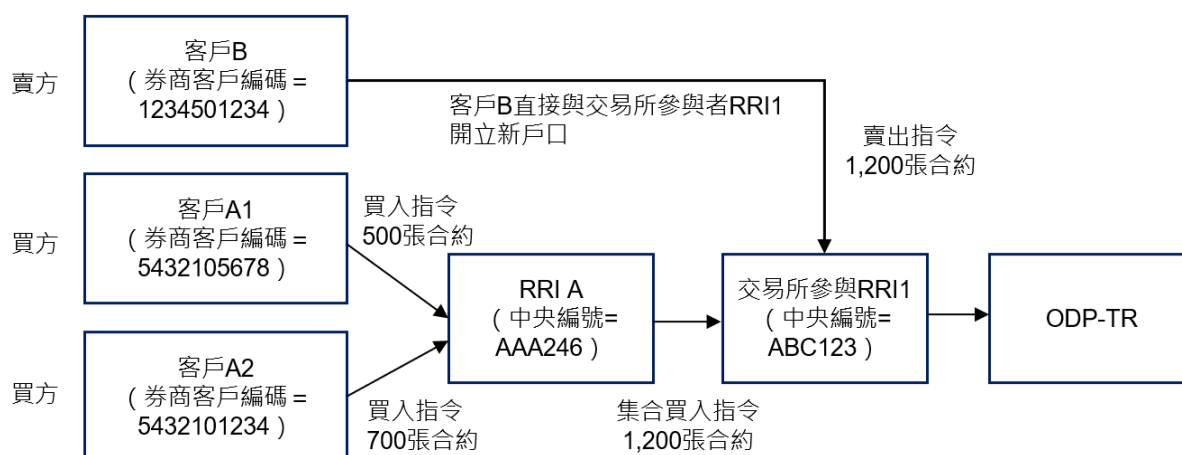 賣方
客戶B
（券商客戶編碼 =
1234501234）
客戶B直接與交易所參與者RRI1
開立新戶口
賣出指令
1,200張合約
買方
客戶A1
（券商客戶編碼 =
5432105678）
買入指令
500張合約
RRI A
（中央編號=
AAA246）
交易所參與RRI1
（中央編號=
ABC123）
ODP-TR
買方
客戶A2
（券商客戶編碼 =
5432101234）
買入指令
700張合約
集合買入指令
1,200張合約